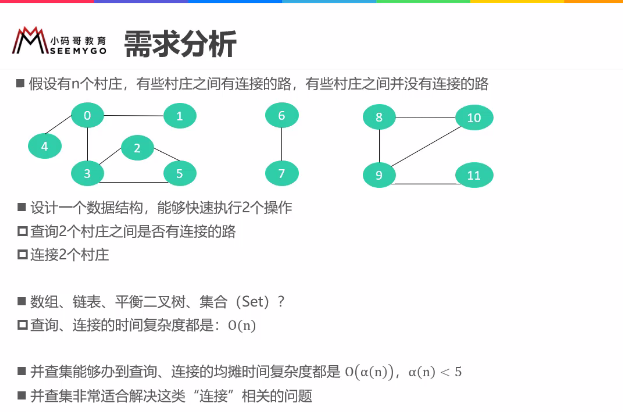 小码哥教育
SEEMYGO
需求分析
■ 假设有n个村庄，有些村庄之间有连接的路，有些村庄之间并没有连接的路
0 1 6 8 10
4 2
3 5 7 9 11
■ 设计一个数据结构，能够快速执行2个操作
查询2个村庄之间是否有连接的路
连接2个村庄
■ 数组、链表、平衡二叉树、集合（Set）？
查询、连接的时间复杂度都是：O(n)
■ 并查集能够办到查询、连接的均摊时间复杂度都是 O(α(n))，α(n) < 5
■ 并查集非常适合解决这类“连接”相关的问题